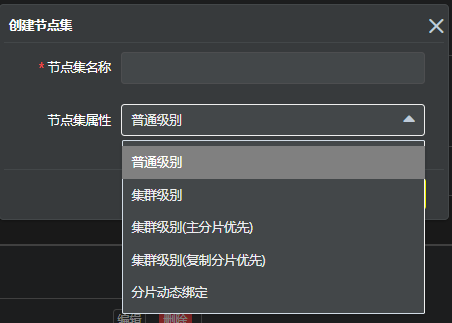 创建节点集
* 节点集名称
节点集属性 普通级别
普通级别
集群级别
集群级别(主分片优先)
集群级别(复制分片优先)
分片动态绑定
编辑 删除